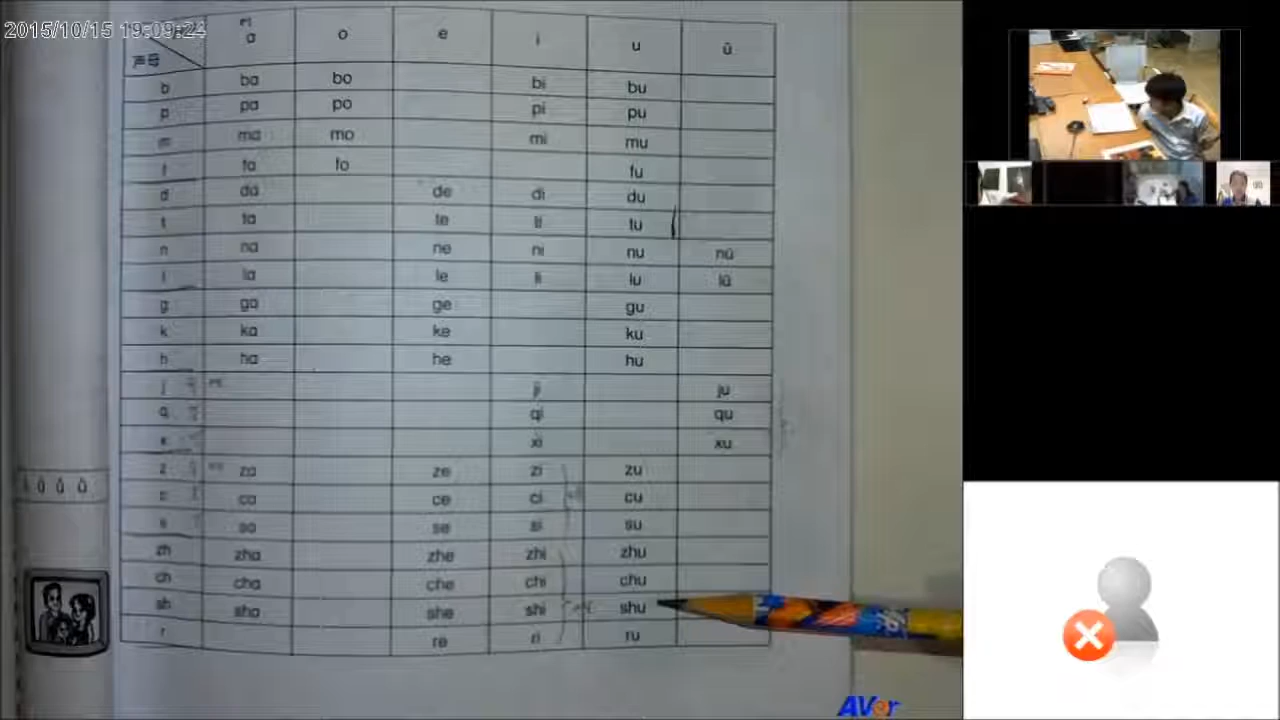 2015/10/15 19:09:24
a o e i u ü
声母
b ba bo bi bu
p pa po pi pu
m ma mo mi mu
f fa fo fu
d da de di du
t ta te ti tu
n na ne ni nu nü
l la le li lu lü
g ga ge gu
k ka ke ku
h ha he hu
j ji ju
q qi qu
x xi xu
z za ze zi zu
c ca ce ci cu
s sa se si su
zh zha zhe zhi zhu
ch cha che chi chu
sh sha she shi shu
r re ri ru
AVer